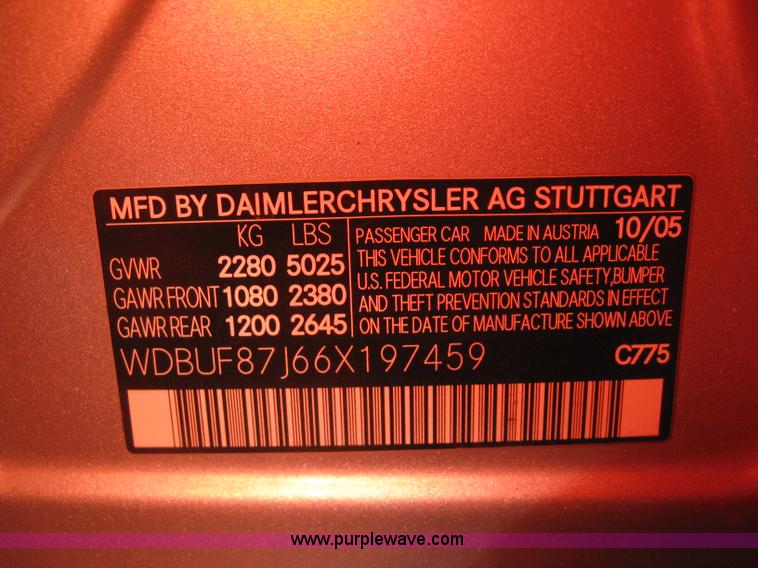 MFD BY DAIMLERCHRYSLER AG STUTTGART
KG LBS
GVWR 2280 5025
GAWR FRONT 1080 2380
GAWR REAR 1200 2645
PASSENGER CAR MADE IN AUSTRIA 10/05
THIS VEHICLE CONFORMS TO ALL APPLICABLE
U.S. FEDERAL MOTOR VEHICLE SAFETY, BUMPER
AND THEFT PREVENTION STANDARDS IN EFFECT
ON THE DATE OF MANUFACTURE SHOWN ABOVE
WDBUF87J66X197459 C775
www.purplewave.com